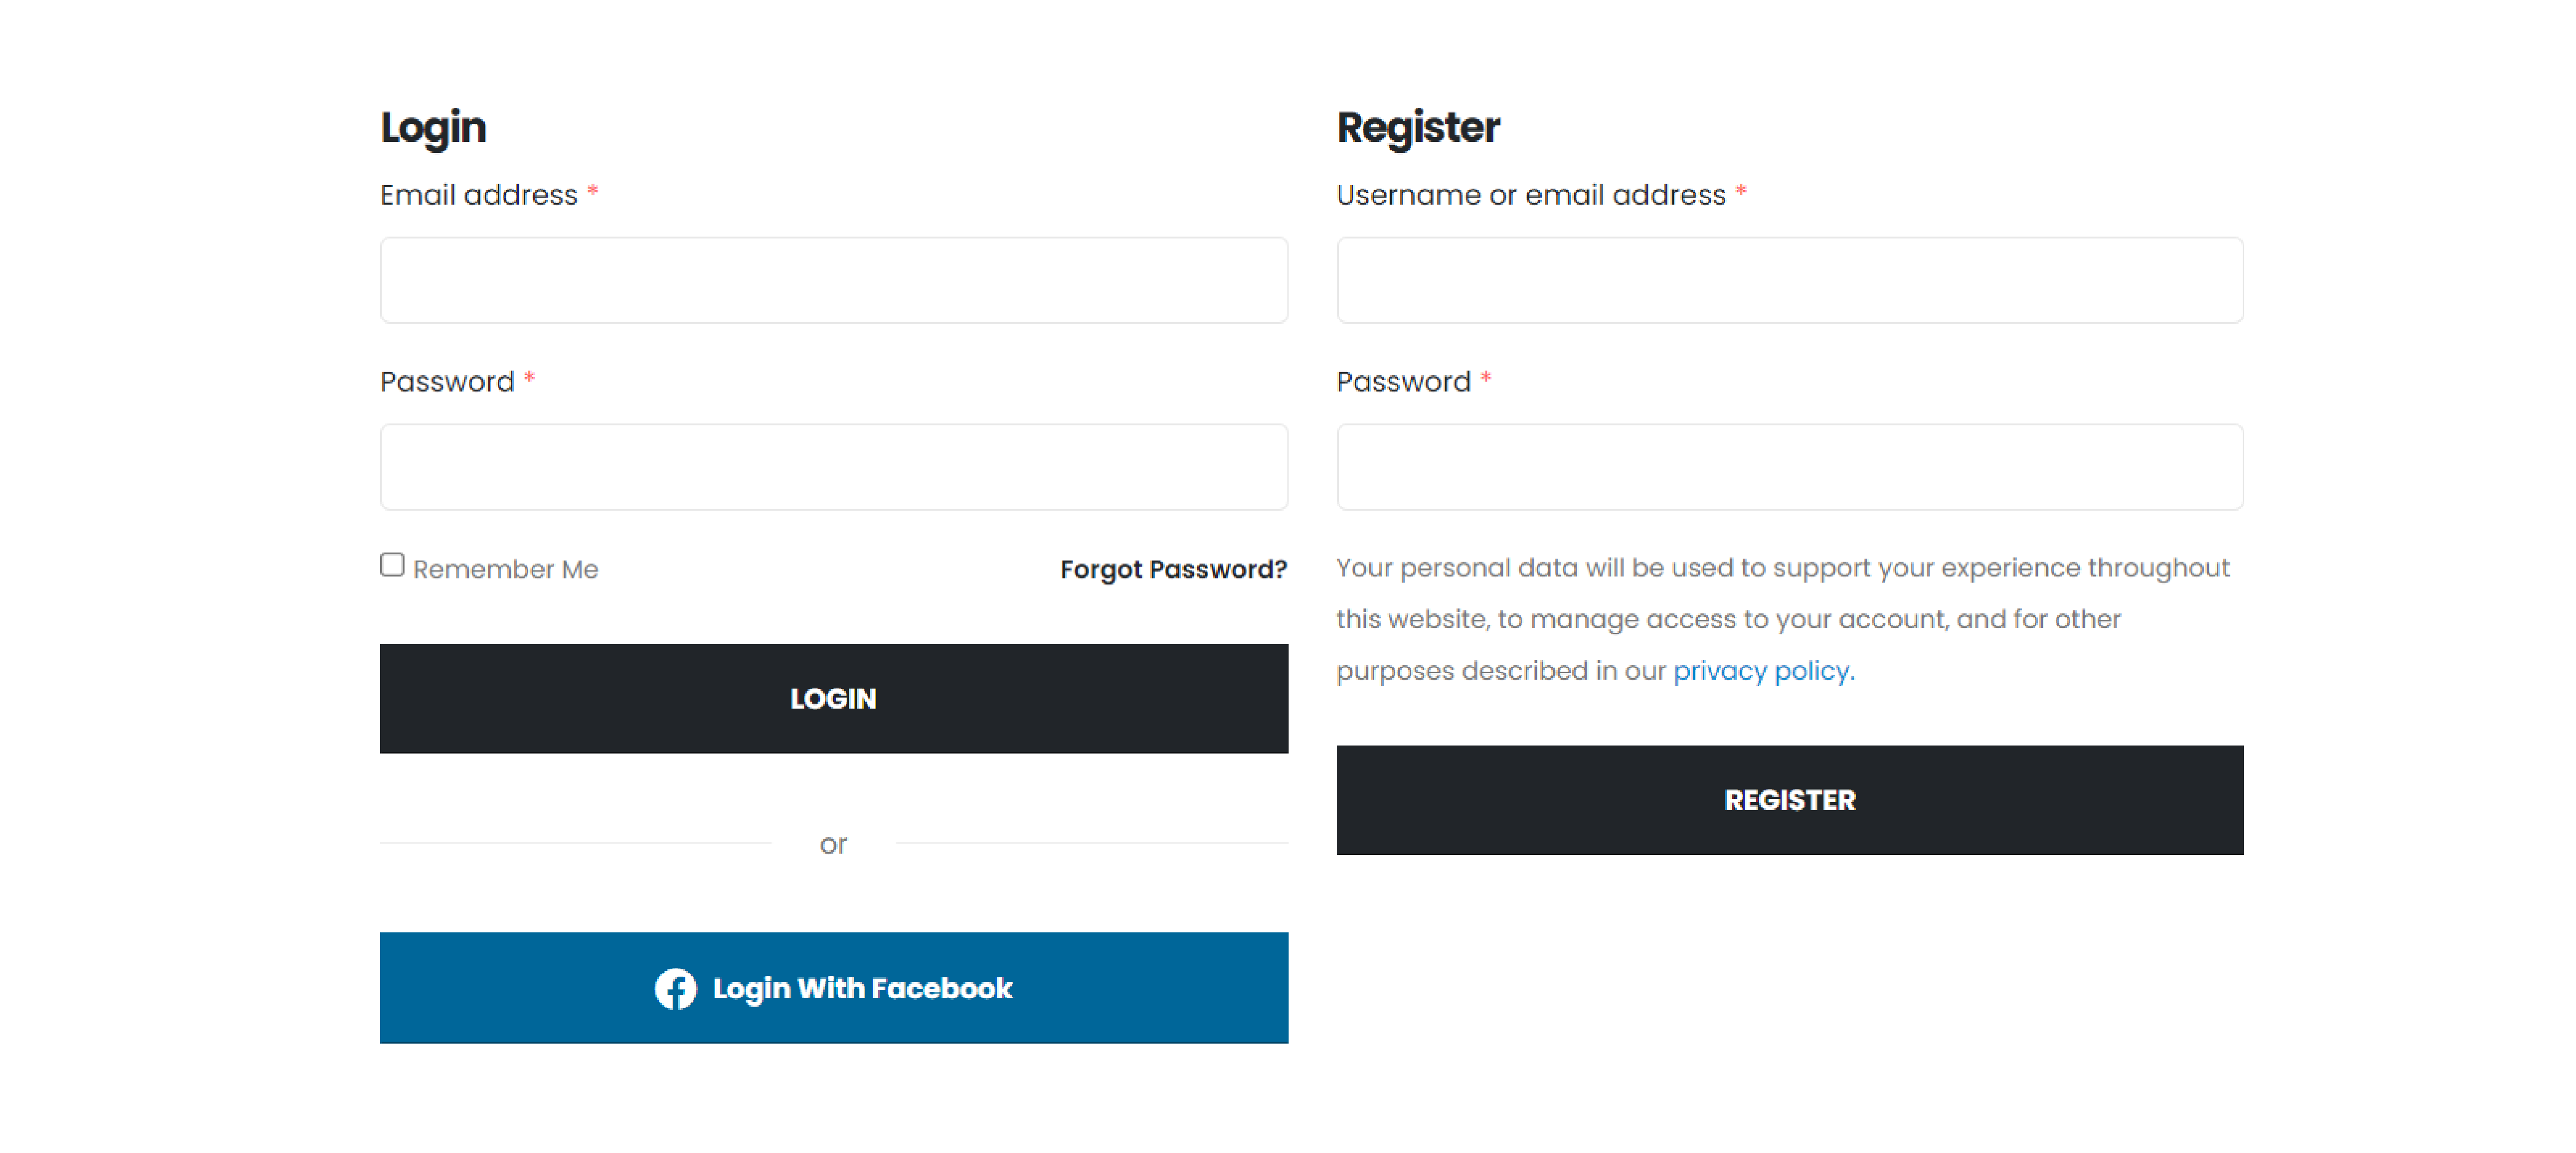 Login
Email address *
Password *
Remember Me
Forgot Password?
LOGIN
or
Login With Facebook
Register
Username or email address *
Password *
Your personal data will be used to support your experience throughout
this website, to manage access to your account, and for other
purposes described in our privacy policy.
REGISTER